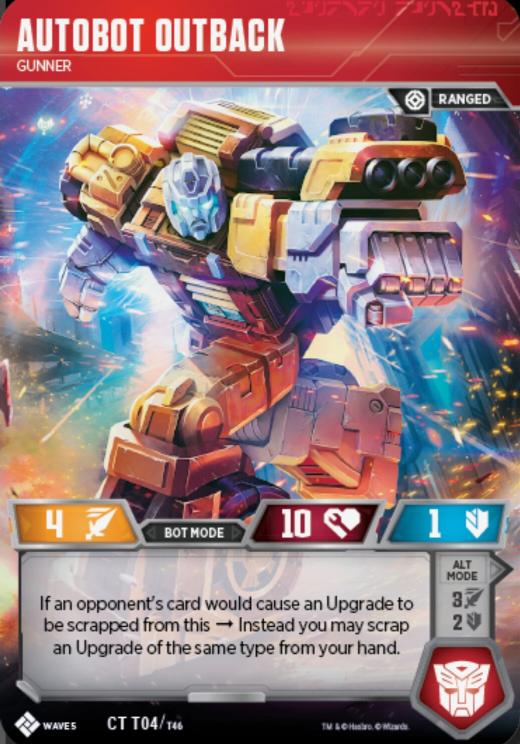 AUTOBOT OUTBACK
GUNNER
RANGED
4
BOT MODE
10
1
ALT
MODE
3
2
If an opponent's card would cause an Upgrade to
be scrapped from this → Instead you may scrap
an Upgrade of the same type from your hand.
WAVE 5
CT T04/T46
TM & © Hasbro. © Wizards.